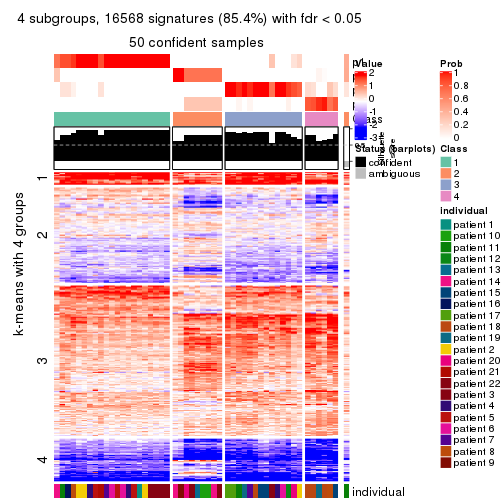 4 subgroups, 16568 signatures (85.4%) with fdr < 0.05
50 confident samples
k-means with 4 groups
1
2
3
4
Value
2
1
0
-1
-2
-3
Status (barplots)
confident
ambiguous
Prob
1
0.8
0.6
0.4
0.2
0
Class
1
2
3
4
individual
patient 1
patient 10
patient 11
patient 12
patient 13
patient 14
patient 15
patient 16
patient 17
patient 18
patient 19
patient 2
patient 20
patient 21
patient 22
patient 3
patient 4
patient 5
patient 6
patient 7
patient 8
patient 9
individual